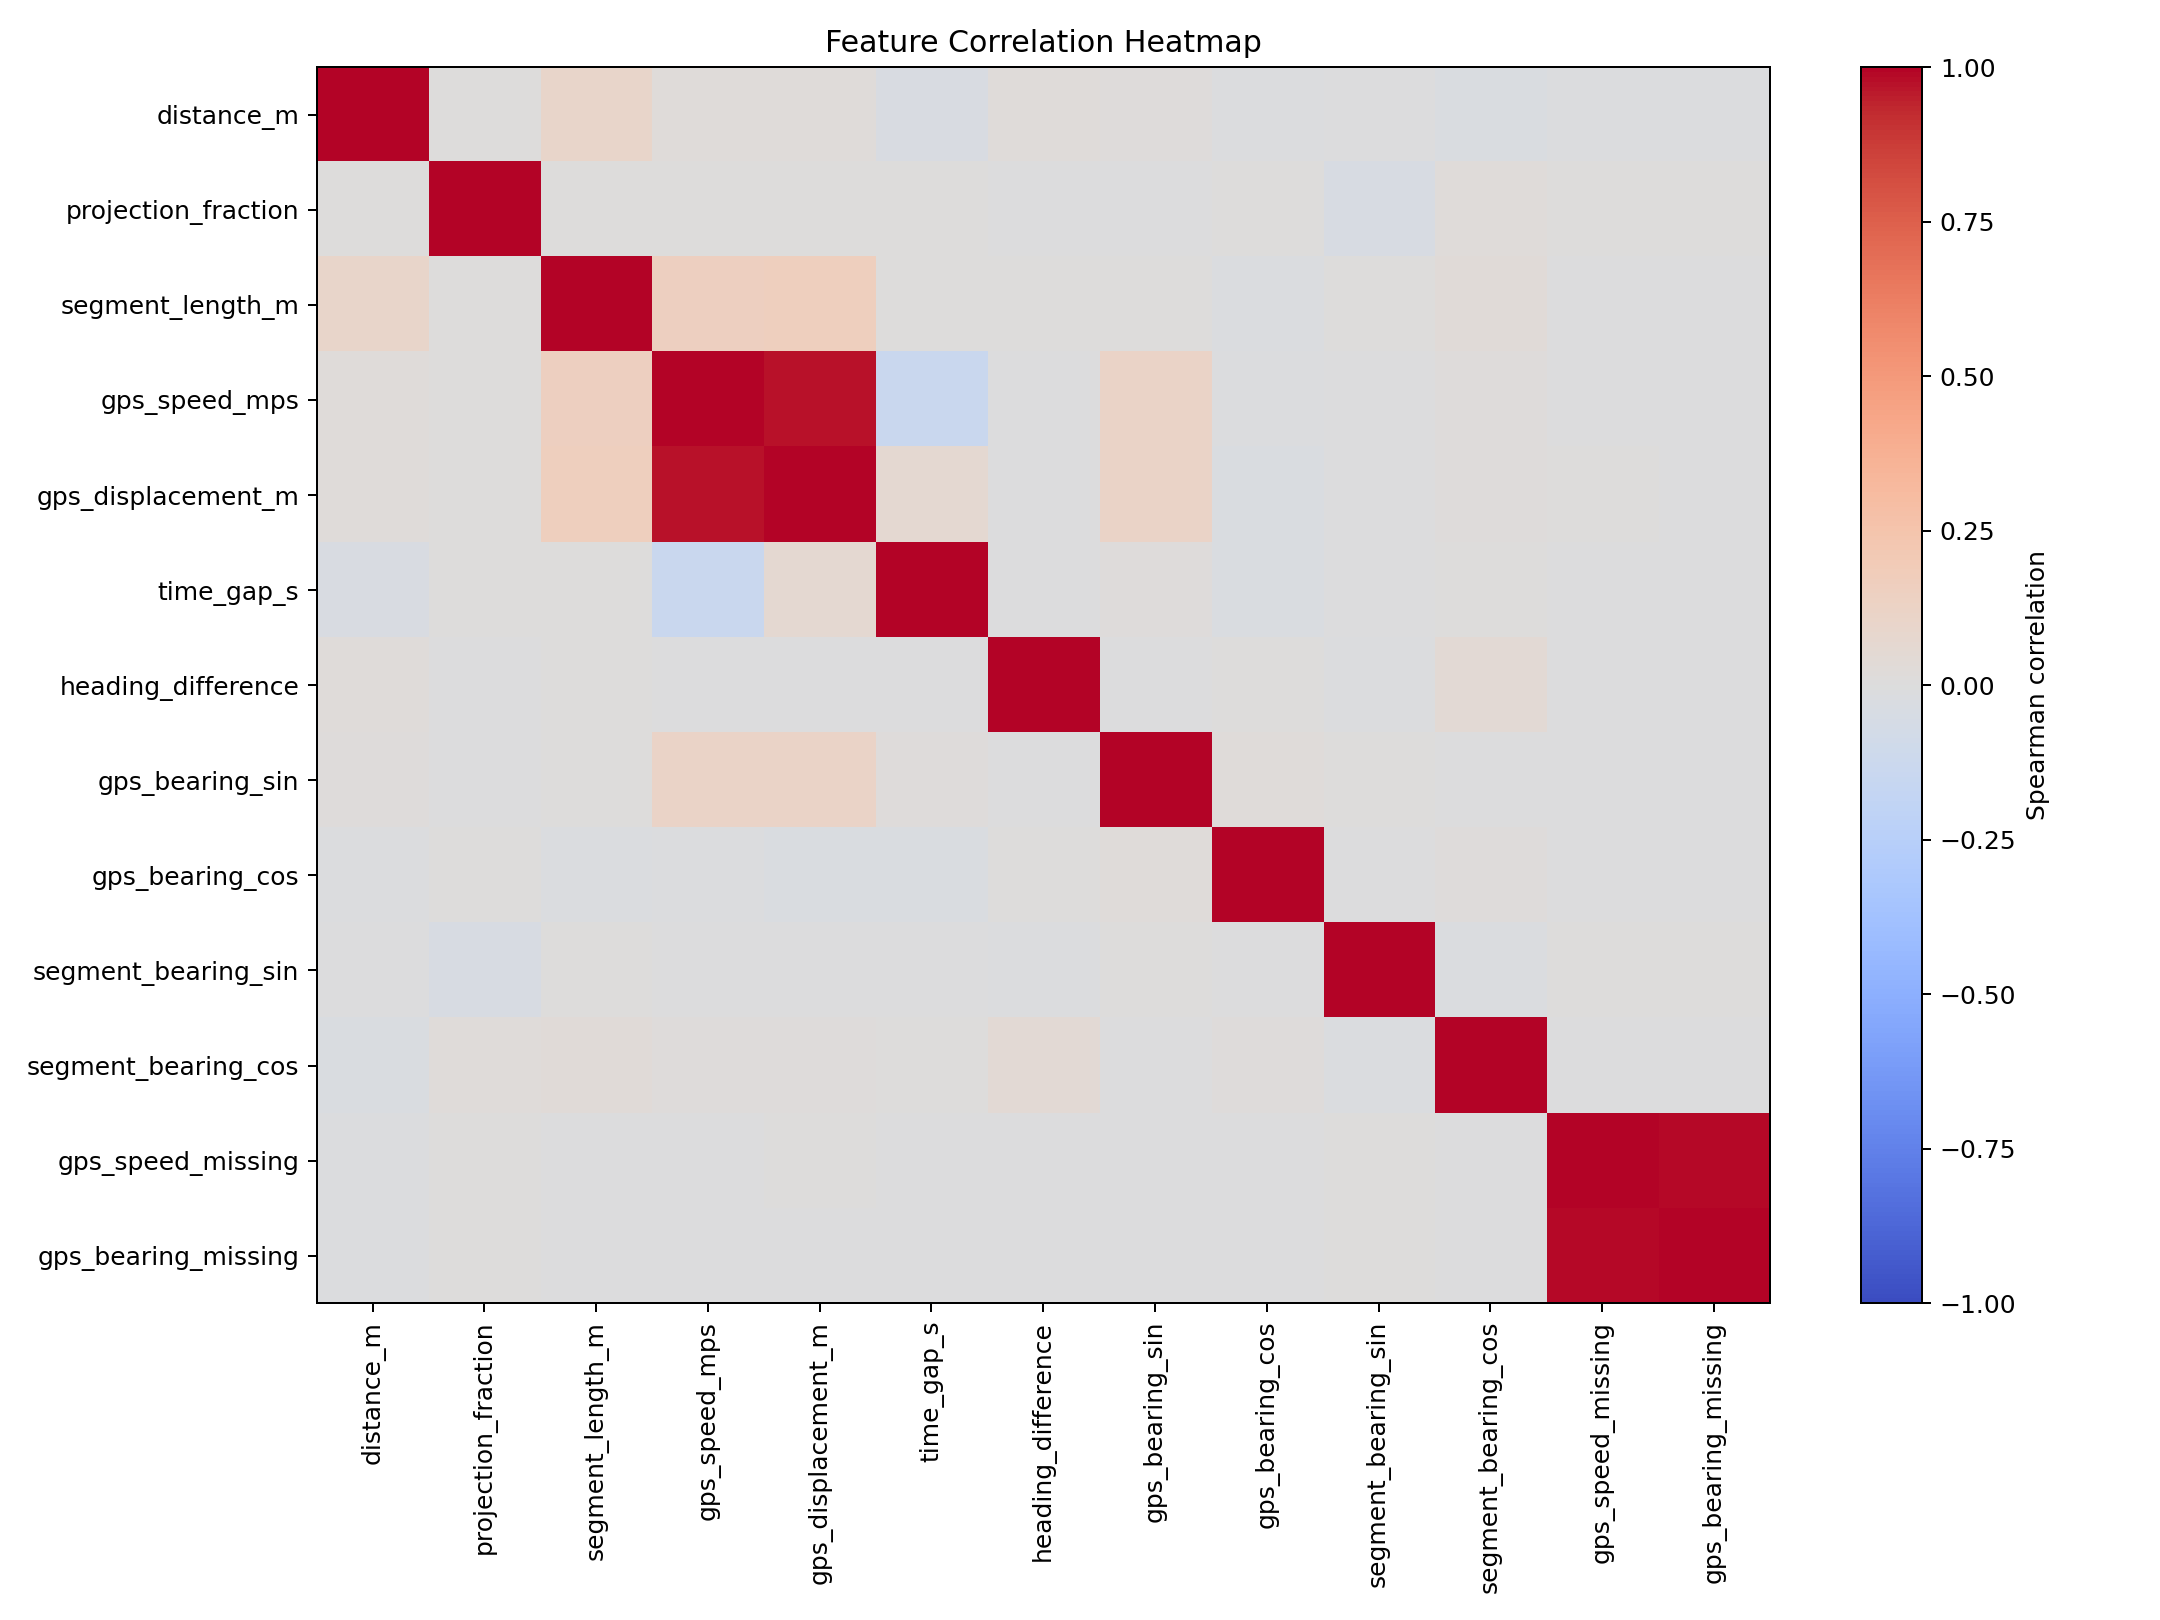 Feature Correlation Heatmap
distance_m
projection_fraction
segment_length_m
gps_speed_mps
gps_displacement_m
time_gap_s
heading_difference
gps_bearing_sin
gps_bearing_cos
segment_bearing_sin
segment_bearing_cos
gps_speed_missing
gps_bearing_missing
distance_m
projection_fraction
segment_length_m
gps_speed_mps
gps_displacement_m
time_gap_s
heading_difference
gps_bearing_sin
gps_bearing_cos
segment_bearing_sin
segment_bearing_cos
gps_speed_missing
gps_bearing_missing
1.00
0.75
0.50
0.25
0.00
−0.25
−0.50
−0.75
−1.00
Spearman correlation